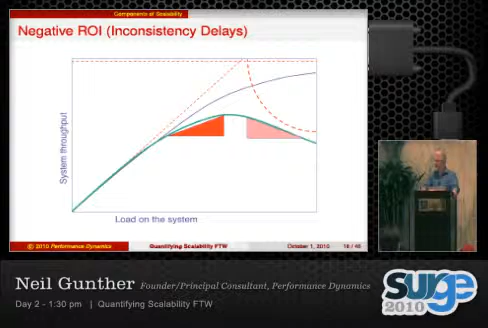 Components of Scalability
Negative ROI (Inconsistency Delays)
System throughput
Load on the system
© 2010 Performance Dynamics
Quantifying Scalability FTW
October 1, 2010
16 / 46
Neil Gunther Founder/Principal Consultant, Performance Dynamics
Day 2 - 1:30 pm | Quantifying Scalability FTW
surge
2010